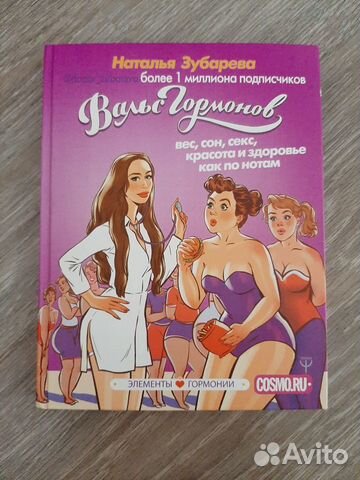 Наталья Зубарева
более 1 миллиона подписчиков
Вальс Гормонов
вес, сон, секс,
красота и здоровье
как по нотам
ЭЛЕМЕНТЫ ГОРМОНИИ
COSMO.RU
Avito